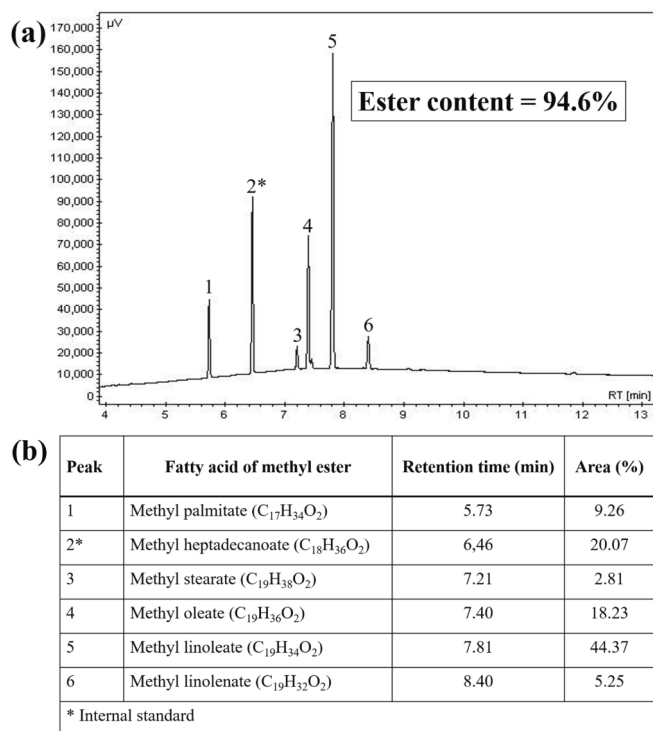 (a)
µV
170,000
160,000
150,000
140,000
130,000
120,000
110,000
100,000
90,000
80,000
70,000
60,000
50,000
40,000
30,000
20,000
10,000
0
1
2*
3
4
5
6
Ester content = 94.6%
RT [min]
4 5 6 7 8 9 10 11 12 13
(b)
Peak Fatty acid of methyl ester Retention time (min) Area (%)
1 Methyl palmitate (C₁₇H₃₄O₂) 5.73 9.26
2* Methyl heptadecanoate (C₁₈H₃₆O₂) 6,46 20.07
3 Methyl stearate (C₁₉H₃₈O₂) 7.21 2.81
4 Methyl oleate (C₁₉H₃₆O₂) 7.40 18.23
5 Methyl linoleate (C₁₉H₃₄O₂) 7.81 44.37
6 Methyl linolenate (C₁₉H₃₂O₂) 8.40 5.25
* Internal standard